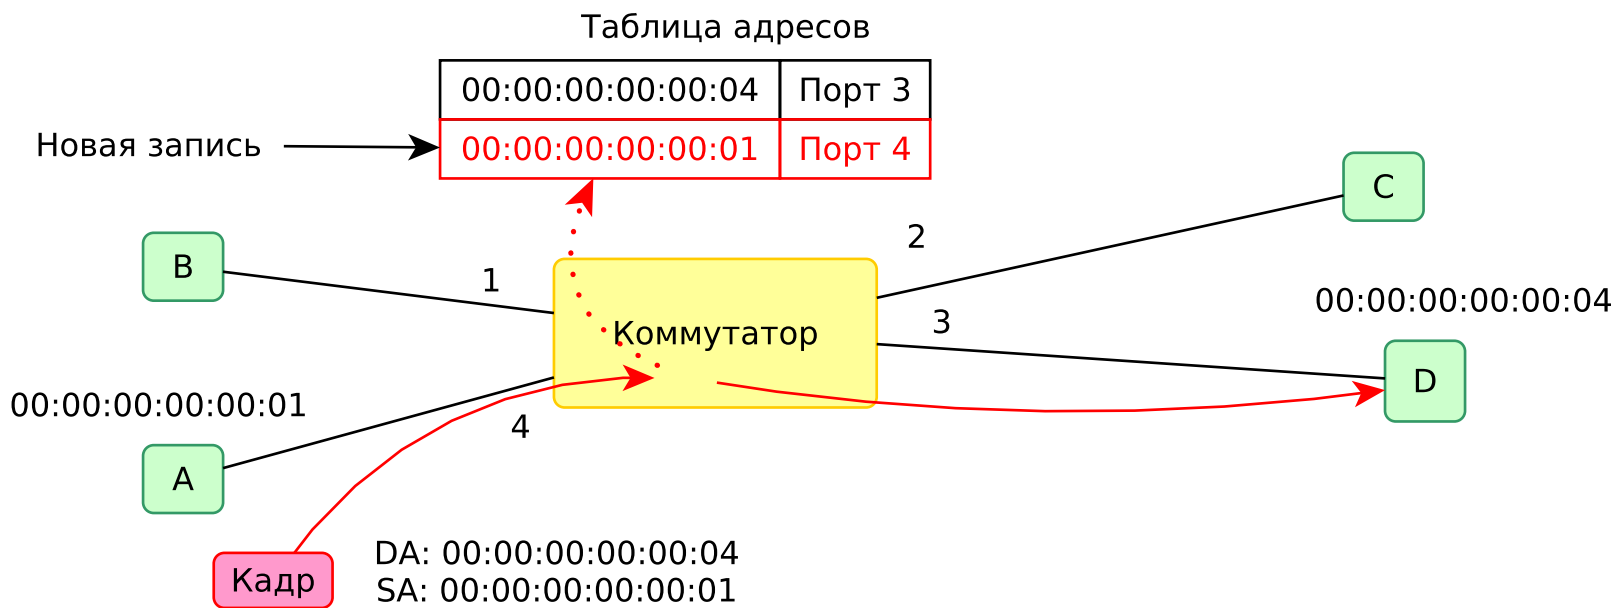 Таблица адресов
00:00:00:00:00:04 Порт 3
Новая запись
00:00:00:00:00:01 Порт 4
C
B
2
1
00:00:00:00:00:04
3
Коммутатор
D
00:00:00:00:00:01
4
A
DA: 00:00:00:00:00:04
Кадр
SA: 00:00:00:00:00:01